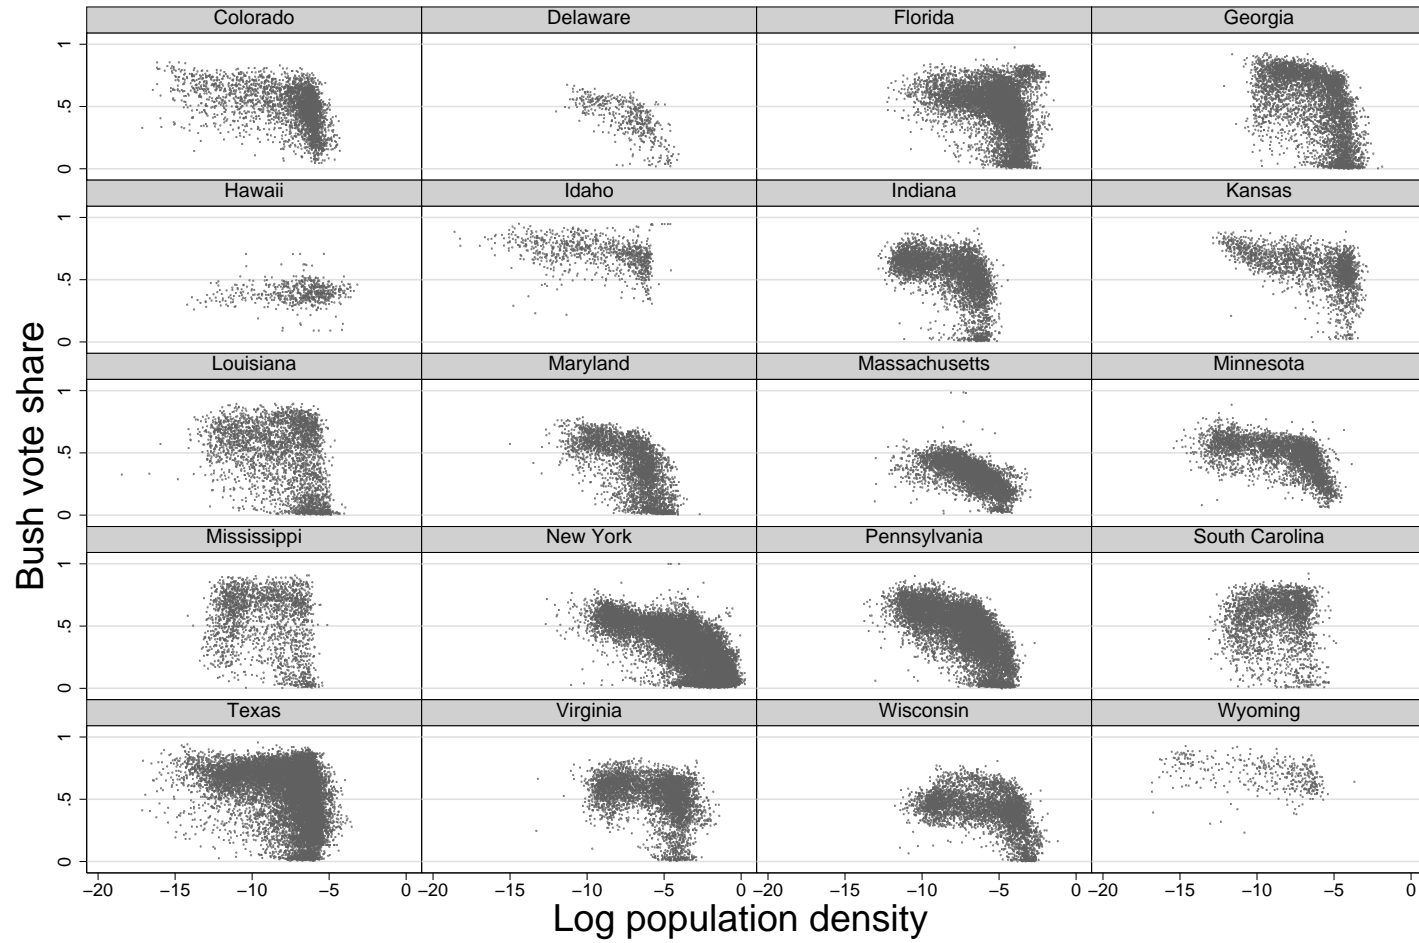 Colorado Delaware Florida Georgia
1
.5
0
Hawaii Idaho Indiana Kansas
1
.5
0
Louisiana Maryland Massachusetts Minnesota
1
.5
0
Mississippi New York Pennsylvania South Carolina
1
.5
0
Texas Virginia Wisconsin Wyoming
1
.5
0
Bush vote share
−20 −15 −10 −5 0 −20 −15 −10 −5 0 −20 −15 −10 −5 0 −20 −15 −10 −5 0
Log population density